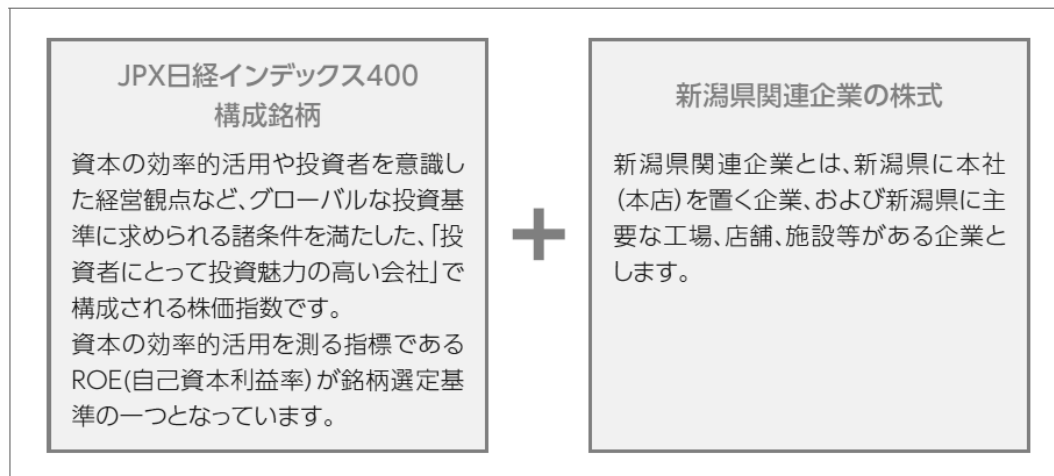 JPX日経インデックス400
構成銘柄
資本の効率的活用や投資者を意識し
た経営観点など、グローバルな投資基
準に求められる諸条件を満たした、「投
資者にとって投資魅力の高い会社」で
構成される株価指数です。
資本の効率的活用を測る指標である
ROE(自己資本利益率)が銘柄選定基
準の一つとなっています。
+
新潟県関連企業の株式
新潟県関連企業とは、新潟県に本社
(本店)を置く企業、および新潟県に主
要な工場、店舗、施設等がある企業と
します。